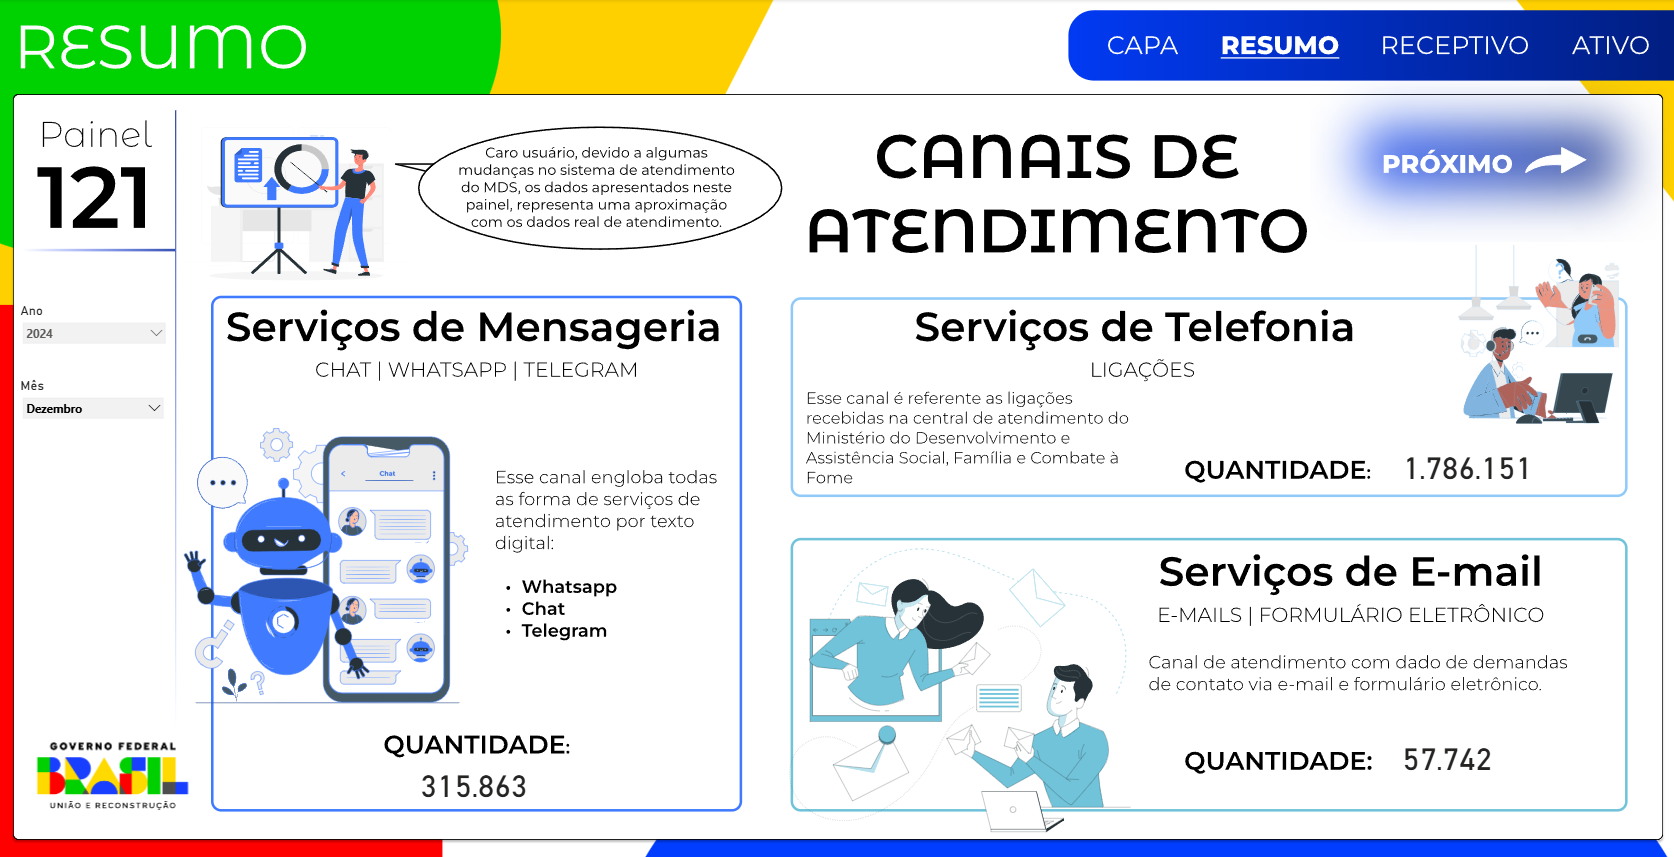 RESUMO
CAPA
RESUMO
RECEPTIVO
ATIVO
Painel
121
Ano
2024
Mês
Dezembro
Caro usuário, devido a algumas
mudanças no sistema de atendimento
do MDS, os dados apresentados neste
painel, representa uma aproximação
com os dados real de atendimento.
CANAIS DE
ATENDIMENTO
PRÓXIMO
Serviços de Mensageria
CHAT | WHATSAPP | TELEGRAM
Chat
Esse canal engloba todas
as forma de serviços de
atendimento por texto
digital:
• Whatsapp
• Chat
• Telegram
QUANTIDADE:
315.863
Serviços de Telefonia
LIGAÇÕES
Esse canal é referente as ligações
recebidas na central de atendimento do
Ministério do Desenvolvimento e
Assistência Social, Família e Combate à
Fome
QUANTIDADE: 1.786.151
Serviços de E-mail
E-MAILS | FORMULÁRIO ELETRÔNICO
Canal de atendimento com dado de demandas
de contato via e-mail e formulário eletrônico.
QUANTIDADE: 57.742
GOVERNO FEDERAL
BRASIL
UNIÃO E RECONSTRUÇÃO